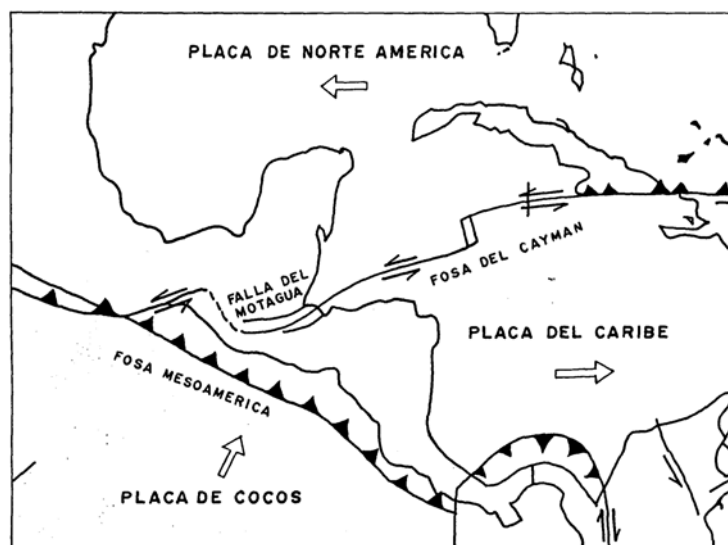 PLACA DE NORTE AMERICA
FALLA DEL
MOTAGUA
FOSA DEL CAYMAN
PLACA DEL CARIBE
FOSA MESOAMERICA
PLACA DE COCOS